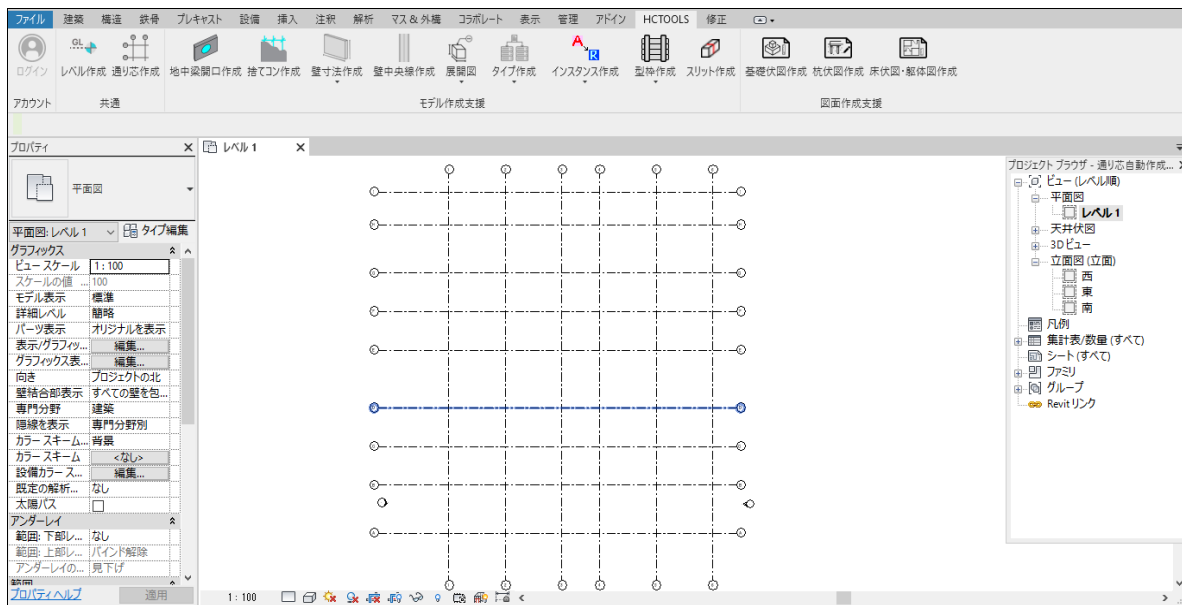 ファイル 建築 構造 鉄骨 プレキャスト 設備 挿入 注釈 解析 マス & 外構 コラボレート 表示 管理 アドイン HCTOOLS 修正
GL
A R
ログイン レベル作成 通り芯作成 地中梁開口作成 捨てコン作成 壁寸法作成 壁中央線作成 展開図 タイプ作成 インスタンス作成 型枠作成 スリット作成 基礎伏図作成 杭伏図作成 床伏図・躯体図作成
アカウント 共通 モデル作成支援 図面作成支援
プロパティ X
レベル 1 X
平面図
平面図: レベル 1 タイプ編集
グラフィックス
ビュー スケール 1 : 100
スケールの値 ... 100
モデル表示 標準
詳細レベル 簡略
パーツ表示 オリジナルを表示
表示/グラフィッ... 編集...
グラフィックス表... 編集...
向き プロジェクトの北
壁結合部表示 すべての壁を包...
専門分野 建築
隠線を表示 専門分野別
カラー スキーム... 背景
カラー スキーム <なし>
設備カラー ス... 編集...
既定の解析... なし
太陽パス
アンダーレイ
範囲: 下部レ... なし
範囲: 上部レ... バインド解除
アンダーレイの... 見下げ
範囲
プロパティ ヘルプ 適用
1 : 100
プロジェクト ブラウザ - 通り芯自動作成... X
ビュー (レベル順)
平面図
レベル 1
天井伏図
3D ビュー
立面図 (立面)
西
東
南
凡例
集計表/数量 (すべて)
シート (すべて)
ファミリ
グループ
Revit リンク